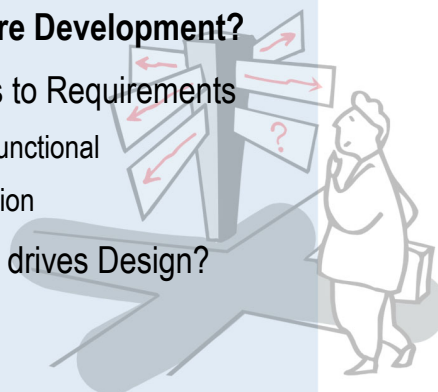 re Development?
s to Requirements
unctional
ion
drives Design?
?